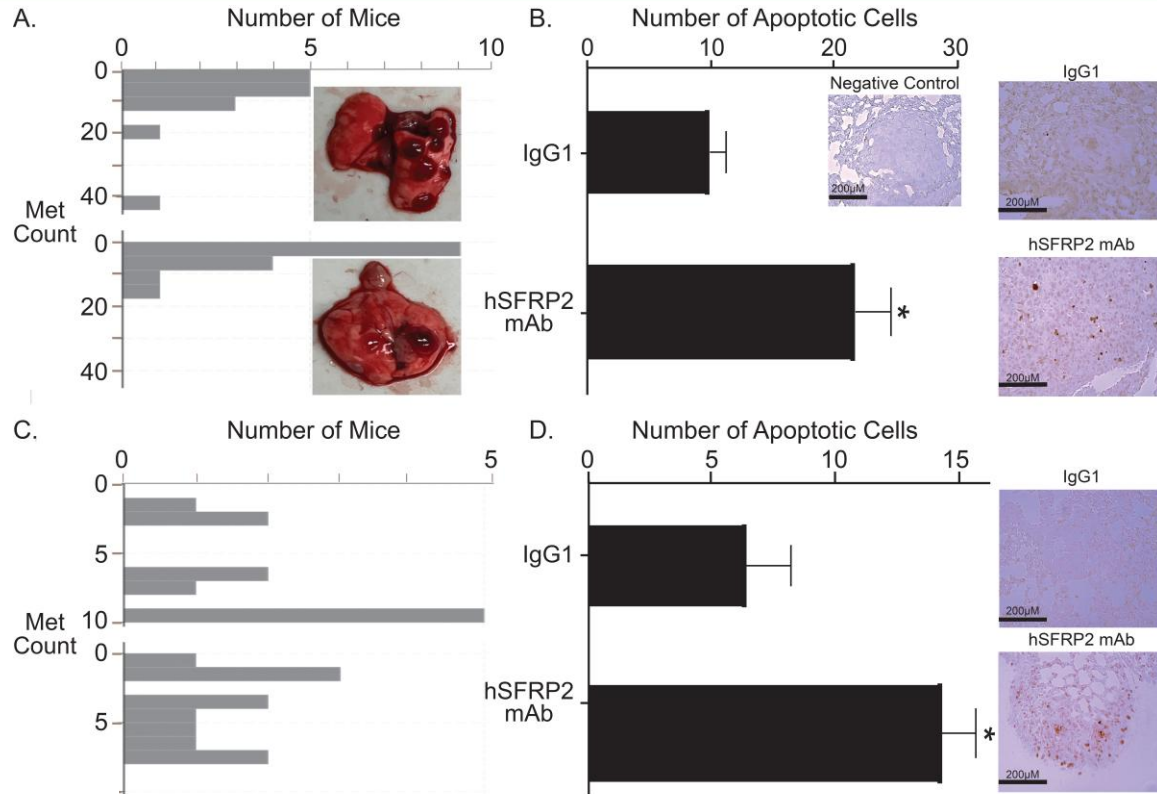 A.
Number of Mice
0 5 10
0
20
40
Met
Count
0
20
40
B.
Number of Apoptotic Cells
0 10 20 30
IgG1
hSFRP2
mAb
*
Negative Control
200µM
IgG1
200µM
hSFRP2 mAb
200µM
C.
Number of Mice
0 5
0
5
10
Met
Count
0
5
D.
Number of Apoptotic Cells
0 5 10 15
IgG1
hSFRP2
mAb
*
IgG1
200µM
hSFRP2 mAb
200µM